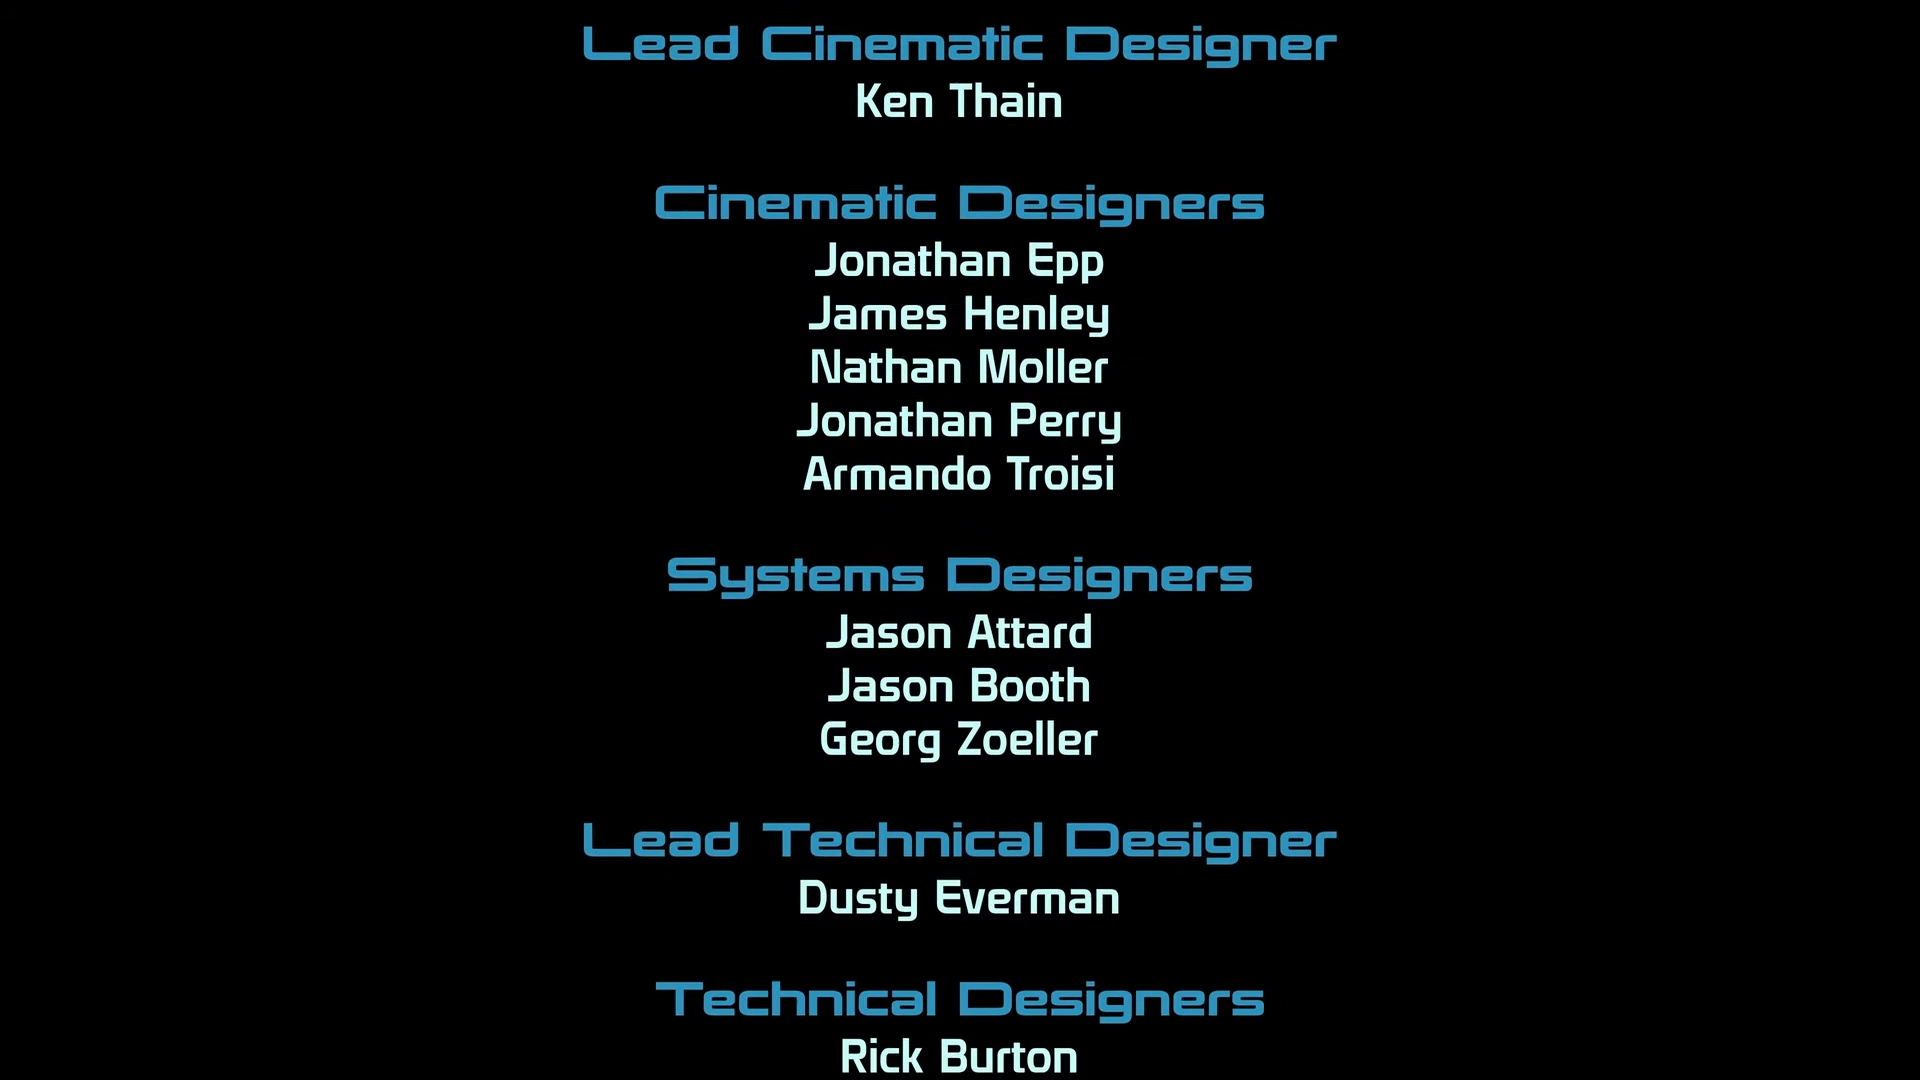 Lead Cinematic Designer
Ken Thain
Cinematic Designers
Jonathan Epp
James Henley
Nathan Moller
Jonathan Perry
Armando Troisi
Systems Designers
Jason Attard
Jason Booth
Georg Zoeller
Lead Technical Designer
Dusty Everman
Technical Designers
Rick Burton